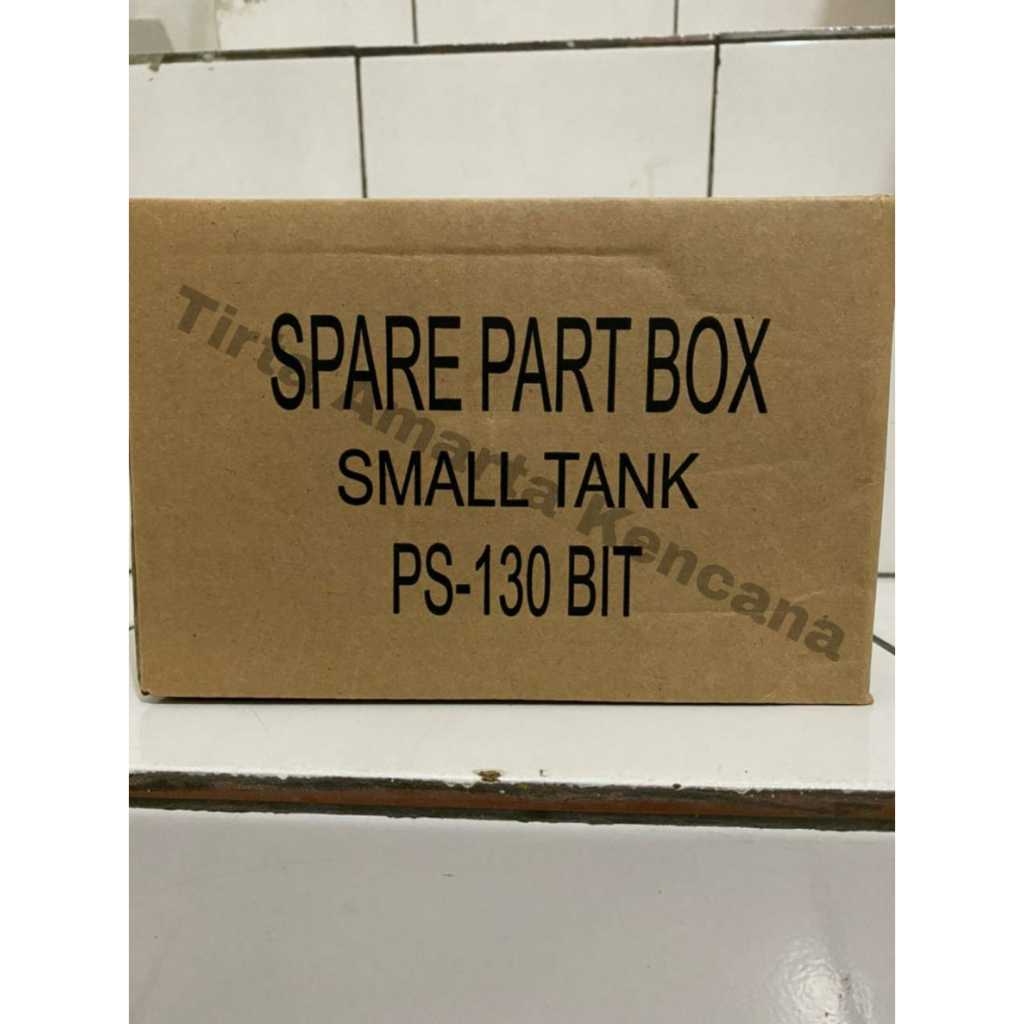 SPARE PART BOX
SMALL TANK
PS-130 BIT
Tirta Amarta Kencana